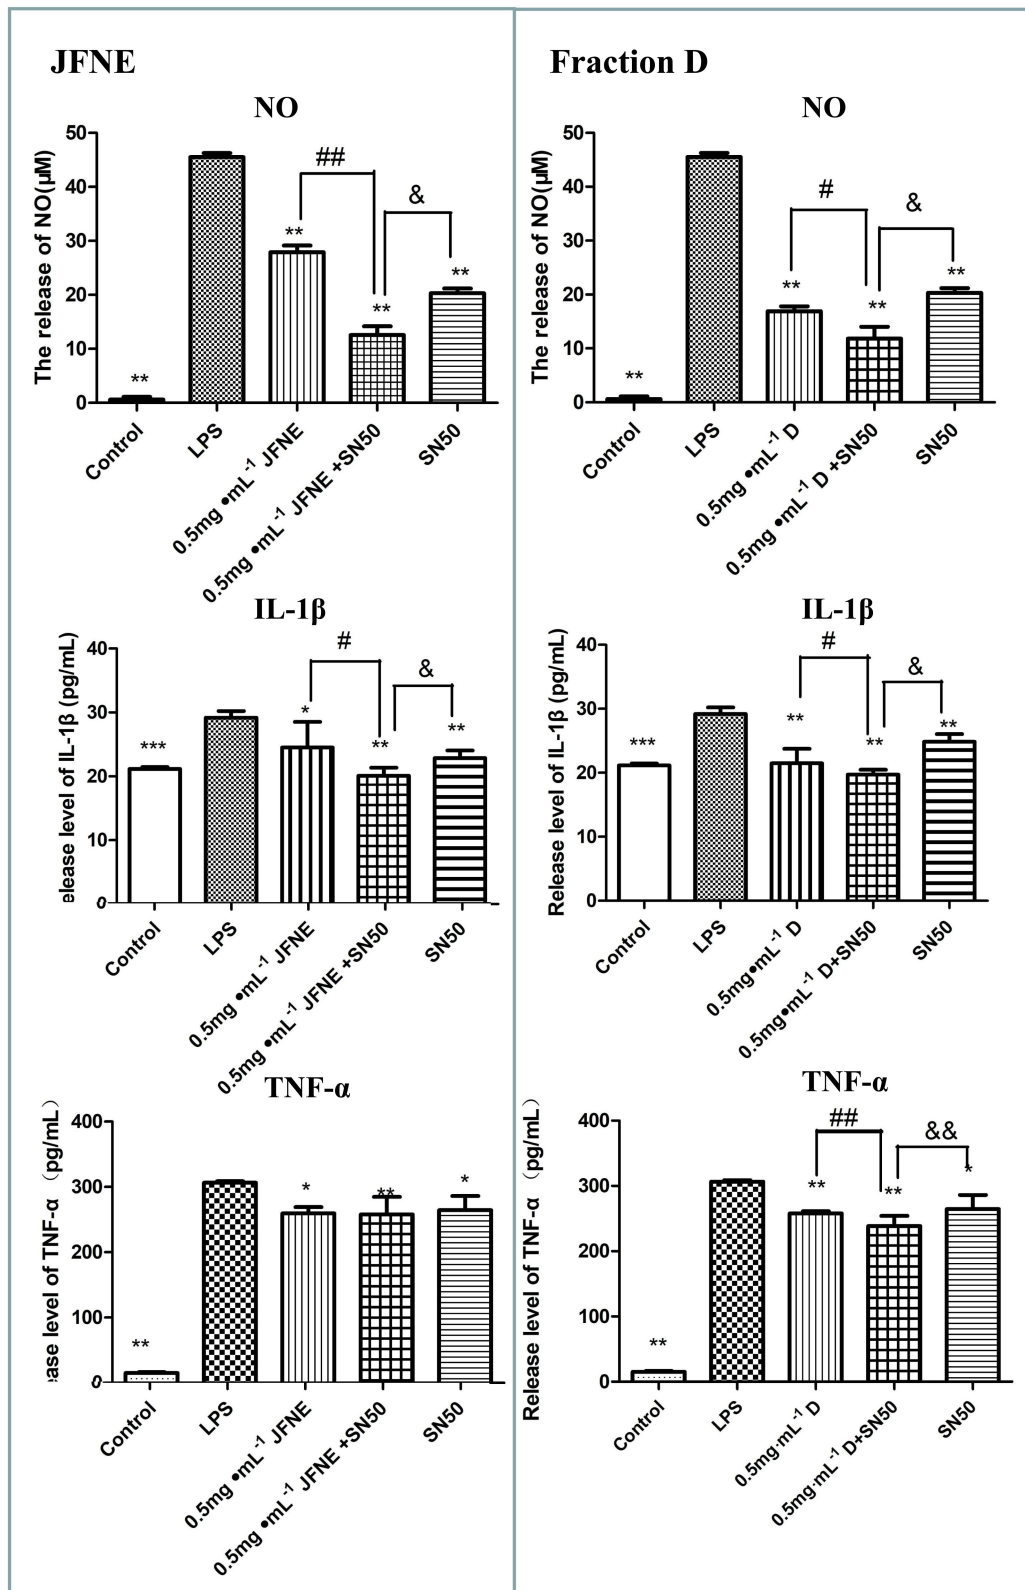 JFNE
NO
The release of NO(μM)
50
40
30
20
10
0
##
&
**
**
**
**
Control
LPS
0.5mg •mL-1 JFNE
0.5mg •mL-1 JFNE +SN50
SN50
IL-1β
elease level of IL-1β (pg/mL)
40
30
20
10
0
#
&
***
*
**
**
Control
LPS
0.5mg •mL-1 JFNE
0.5mg •mL-1 JFNE +SN50
SN50
TNF-α
ease level of TNF-α（pg/mL）
400
300
200
100
0
**
*
**
*
Control
LPS
0.5mg •mL-1 JFNE
0.5mg •mL-1 JFNE +SN50
SN50
Fraction D
NO
The release of NO(μM)
50
40
30
20
10
0
#
&
**
**
**
**
Control
LPS
0.5mg •mL-1 D
0.5mg •mL-1 D +SN50
SN50
IL-1β
Release level of IL-1β (pg/mL)
40
30
20
10
0
#
&
***
**
**
**
Control
LPS
0.5mg•mL-1 D
0.5mg•mL-1 D+SN50
SN50
TNF-α
Release level of TNF-α（pg/mL）
400
300
200
100
0
##
&&
**
**
**
*
Control
LPS
0.5mg·mL-1 D
0.5mg·mL-1 D+SN50
SN50